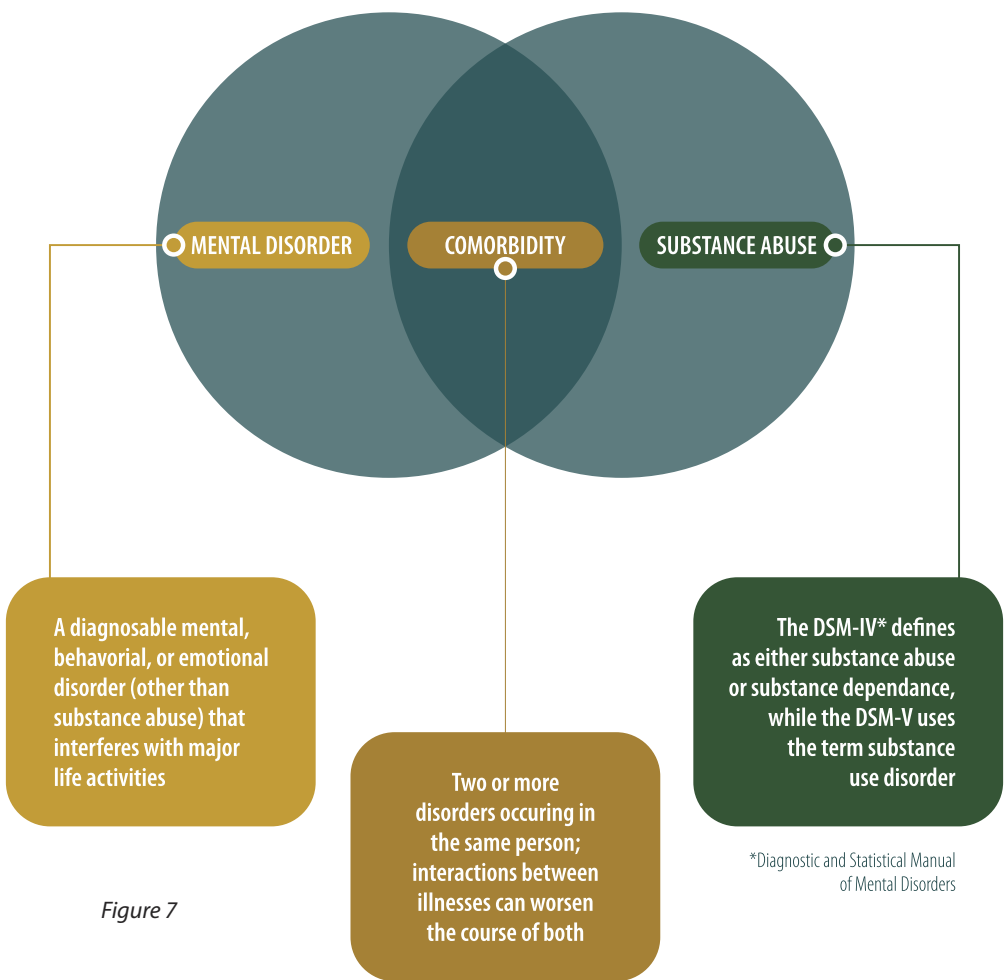 MENTAL DISORDER
COMORBIDITY
SUBSTANCE ABUSE
A diagnosable mental,
behavorial, or emotional
disorder (other than
substance abuse) that
interferes with major
life activities
Two or more
disorders occuring in
the same person;
interactions between
illnesses can worsen
the course of both
The DSM-IV* defines
as either substance abuse
or substance dependance,
while the DSM-V uses
the term substance
use disorder
*Diagnostic and Statistical Manual
of Mental Disorders
Figure 7